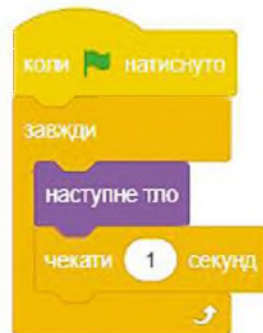 коли натиснуто
завжди
наступне тло
чекати 1 секунд